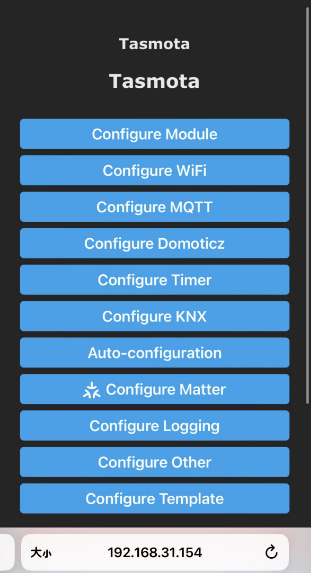 Tasmota
Tasmota
Configure Module
Configure WiFi
Configure MQTT
Configure Domoticz
Configure Timer
Configure KNX
Auto-configuration
Configure Matter
Configure Logging
Configure Other
Configure Template
大小 192.168.31.154